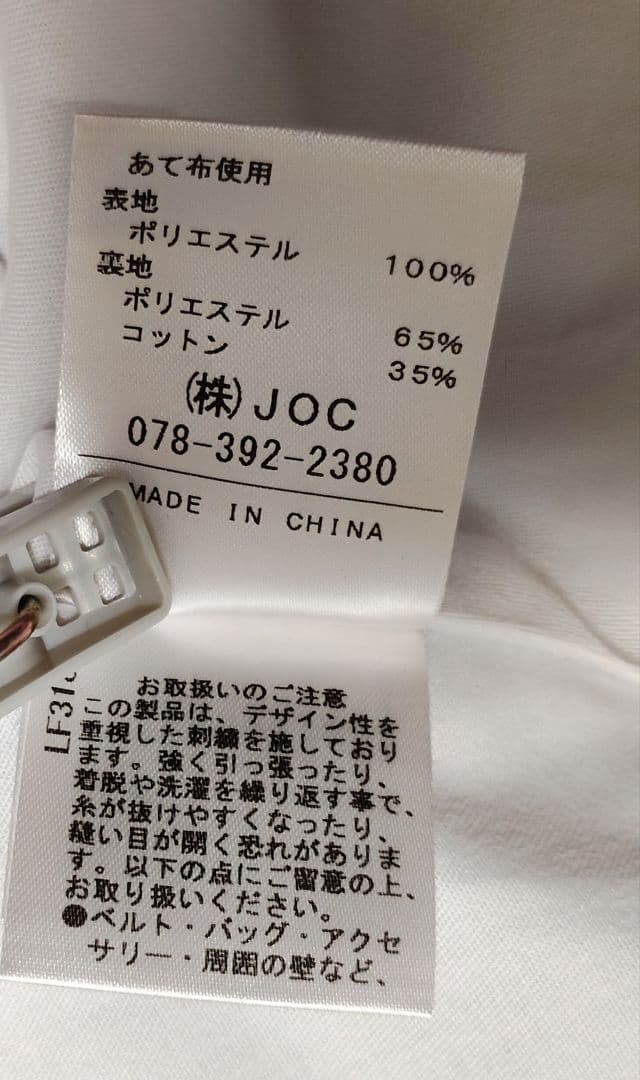 あて布使用
表地
ポリエステル 100%
裏地
ポリエステル 65%
コットン 35%
(株)JOC
078-392-2380
MADE IN CHINA
LF31
お取扱いのご注意
この製品は、デザイン性を
重視した刺繍を施しており
ます。強く引っ張ったり、
着脱や洗濯を繰り返す事で、
糸が抜けやすくなったり、
縫い目が開く恐れがありま
す。以下の点にご留意の上、
お取り扱いください。
●ベルト・バッグ・アクセ
サリー・周囲の壁など、